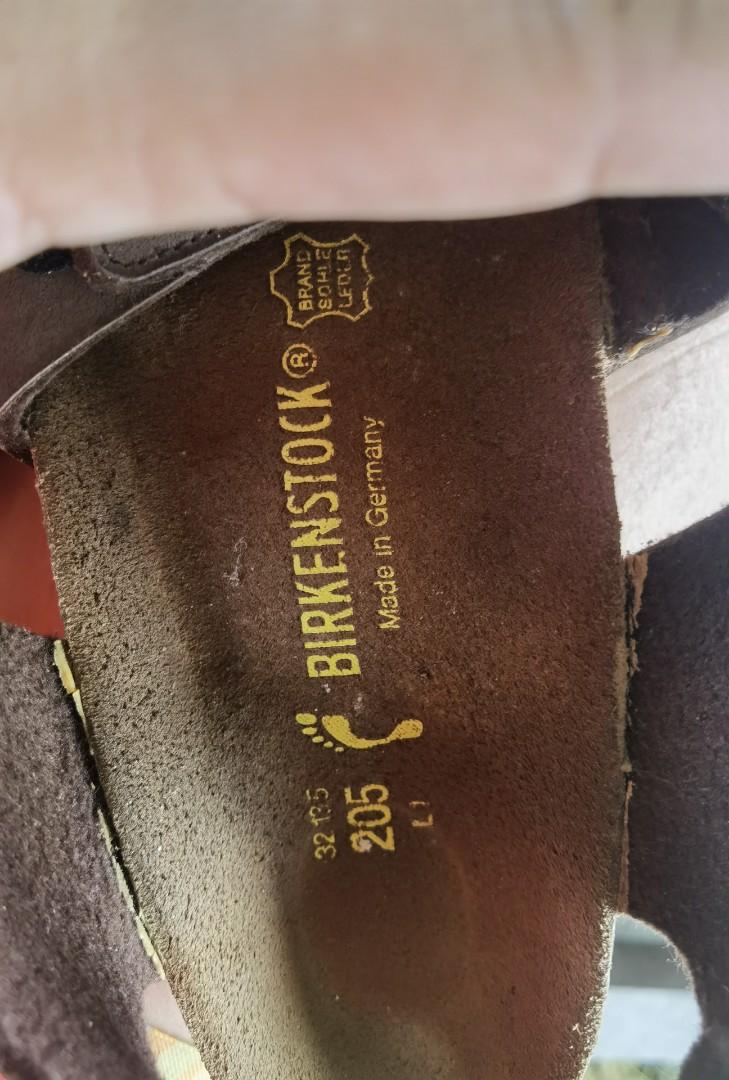 32 13.5
205
BIRKENSTOCK®
Made in Germany
BRAND
SOHLE
LEDER